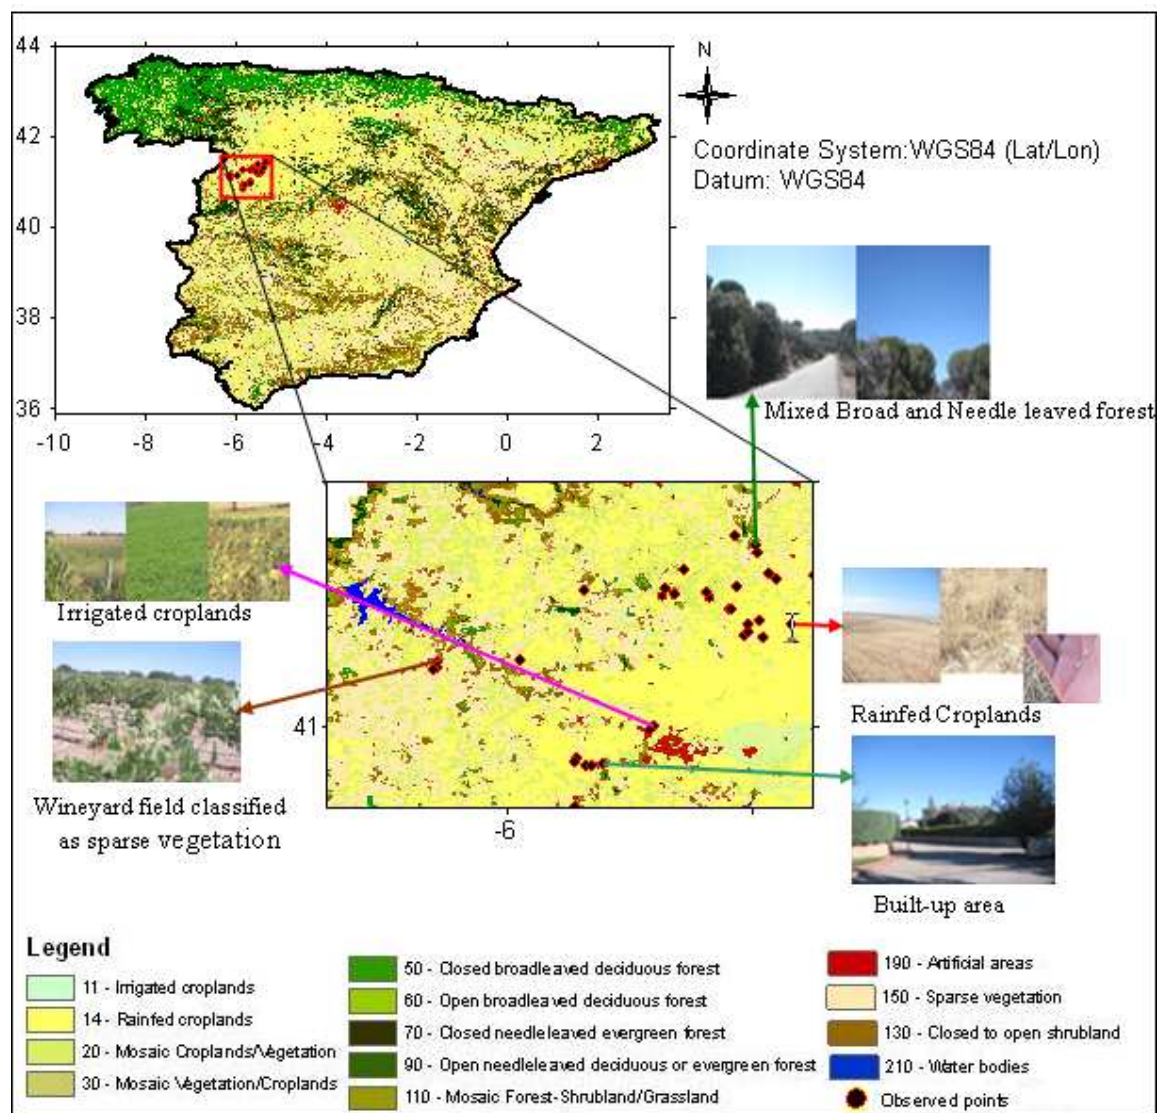 44
42
40
38
36
-10
-8
-6
-4
-2
0
2
N
Coordinate System:WGS84 (Lat/Lon)
Datum: WGS84
Mixed Broad and Needle leaved forest
Irrigated croplands
Wineyard field classified
as sparse vegetation
41
-6
Rainfed Croplands
Built-up area
Legend
11 - Irrigated croplands
14 - Rainfed croplands
20 - Mosaic Croplands/Vegetation
30 - Mosaic Vegetation/Croplands
50 - Closed broadleaved deciduous forest
60 - Open broadleaved deciduous forest
70 - Closed needleleaved evergreen forest
90 - Open needleleaved deciduous or evergreen forest
110 - Mosaic Forest-Shrubland/Grassland
190 - Artificial areas
150 - Sparse vegetation
130 - Closed to open shrubland
210 - Water bodies
Observed points